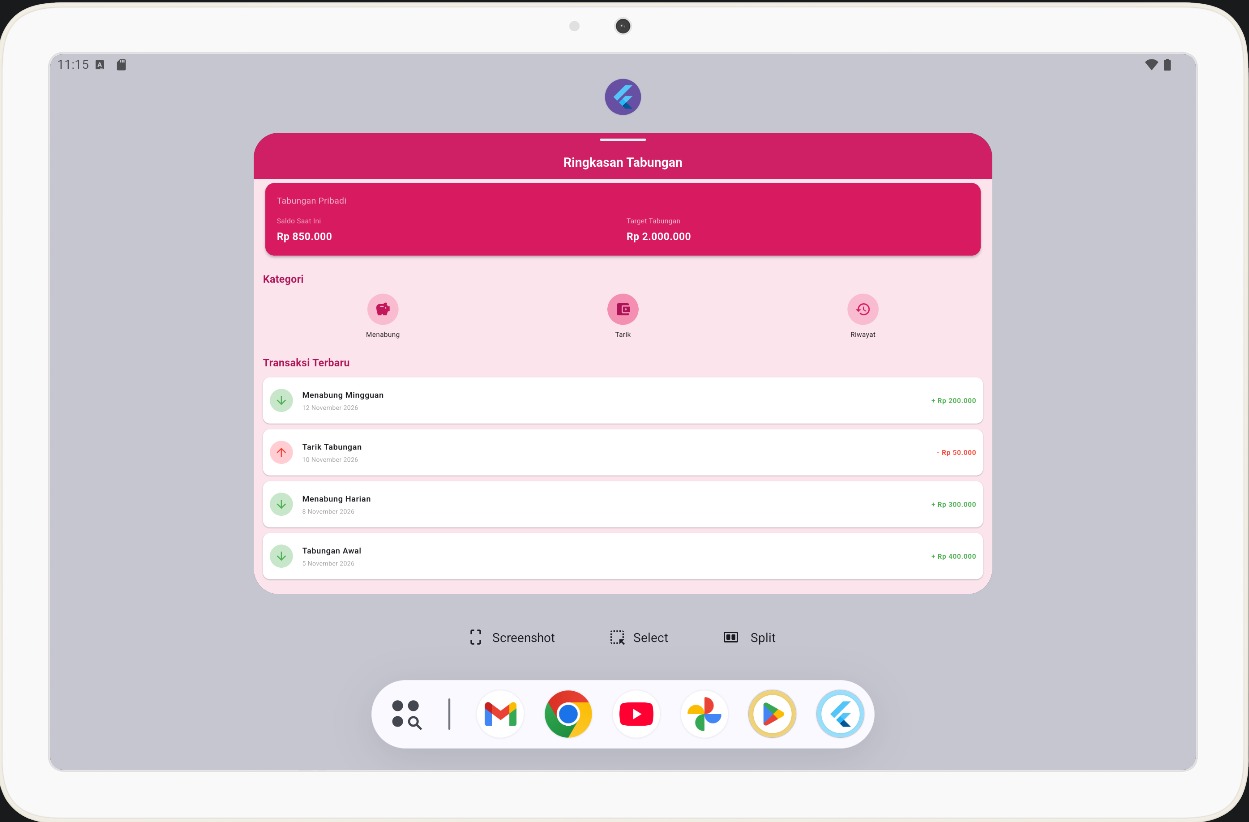 11:15
Ringkasan Tabungan
Tabungan Pribadi
Saldo Saat Ini
Target Tabungan
Rp 850.000
Rp 2.000.000
Kategori
Menabung
Tarik
Riwayat
Transaksi Terbaru
Menabung Mingguan
12 November 2026
+ Rp 200.000
Tarik Tabungan
10 November 2026
- Rp 50.000
Menabung Harian
8 November 2026
+ Rp 300.000
Tabungan Awal
5 November 2026
+ Rp 400.000
Screenshot
Select
Split